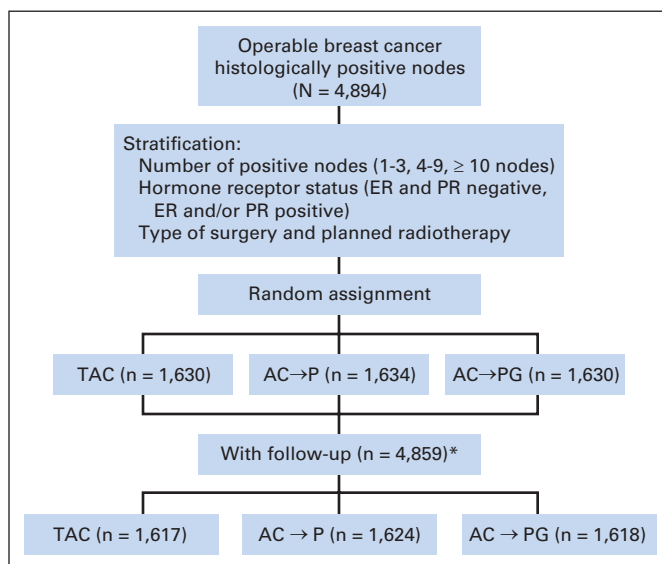 Operable breast cancer
histologically positive nodes
(N = 4,894)
Stratification:
Number of positive nodes (1-3, 4-9, ≥ 10 nodes)
Hormone receptor status (ER and PR negative,
ER and/or PR positive)
Type of surgery and planned radiotherapy
Random assignment
TAC (n = 1,630)
AC→P (n = 1,634)
AC→PG (n = 1,630)
With follow-up (n = 4,859)*
TAC (n = 1,617)
AC → P (n = 1,624)
AC → PG (n = 1,618)